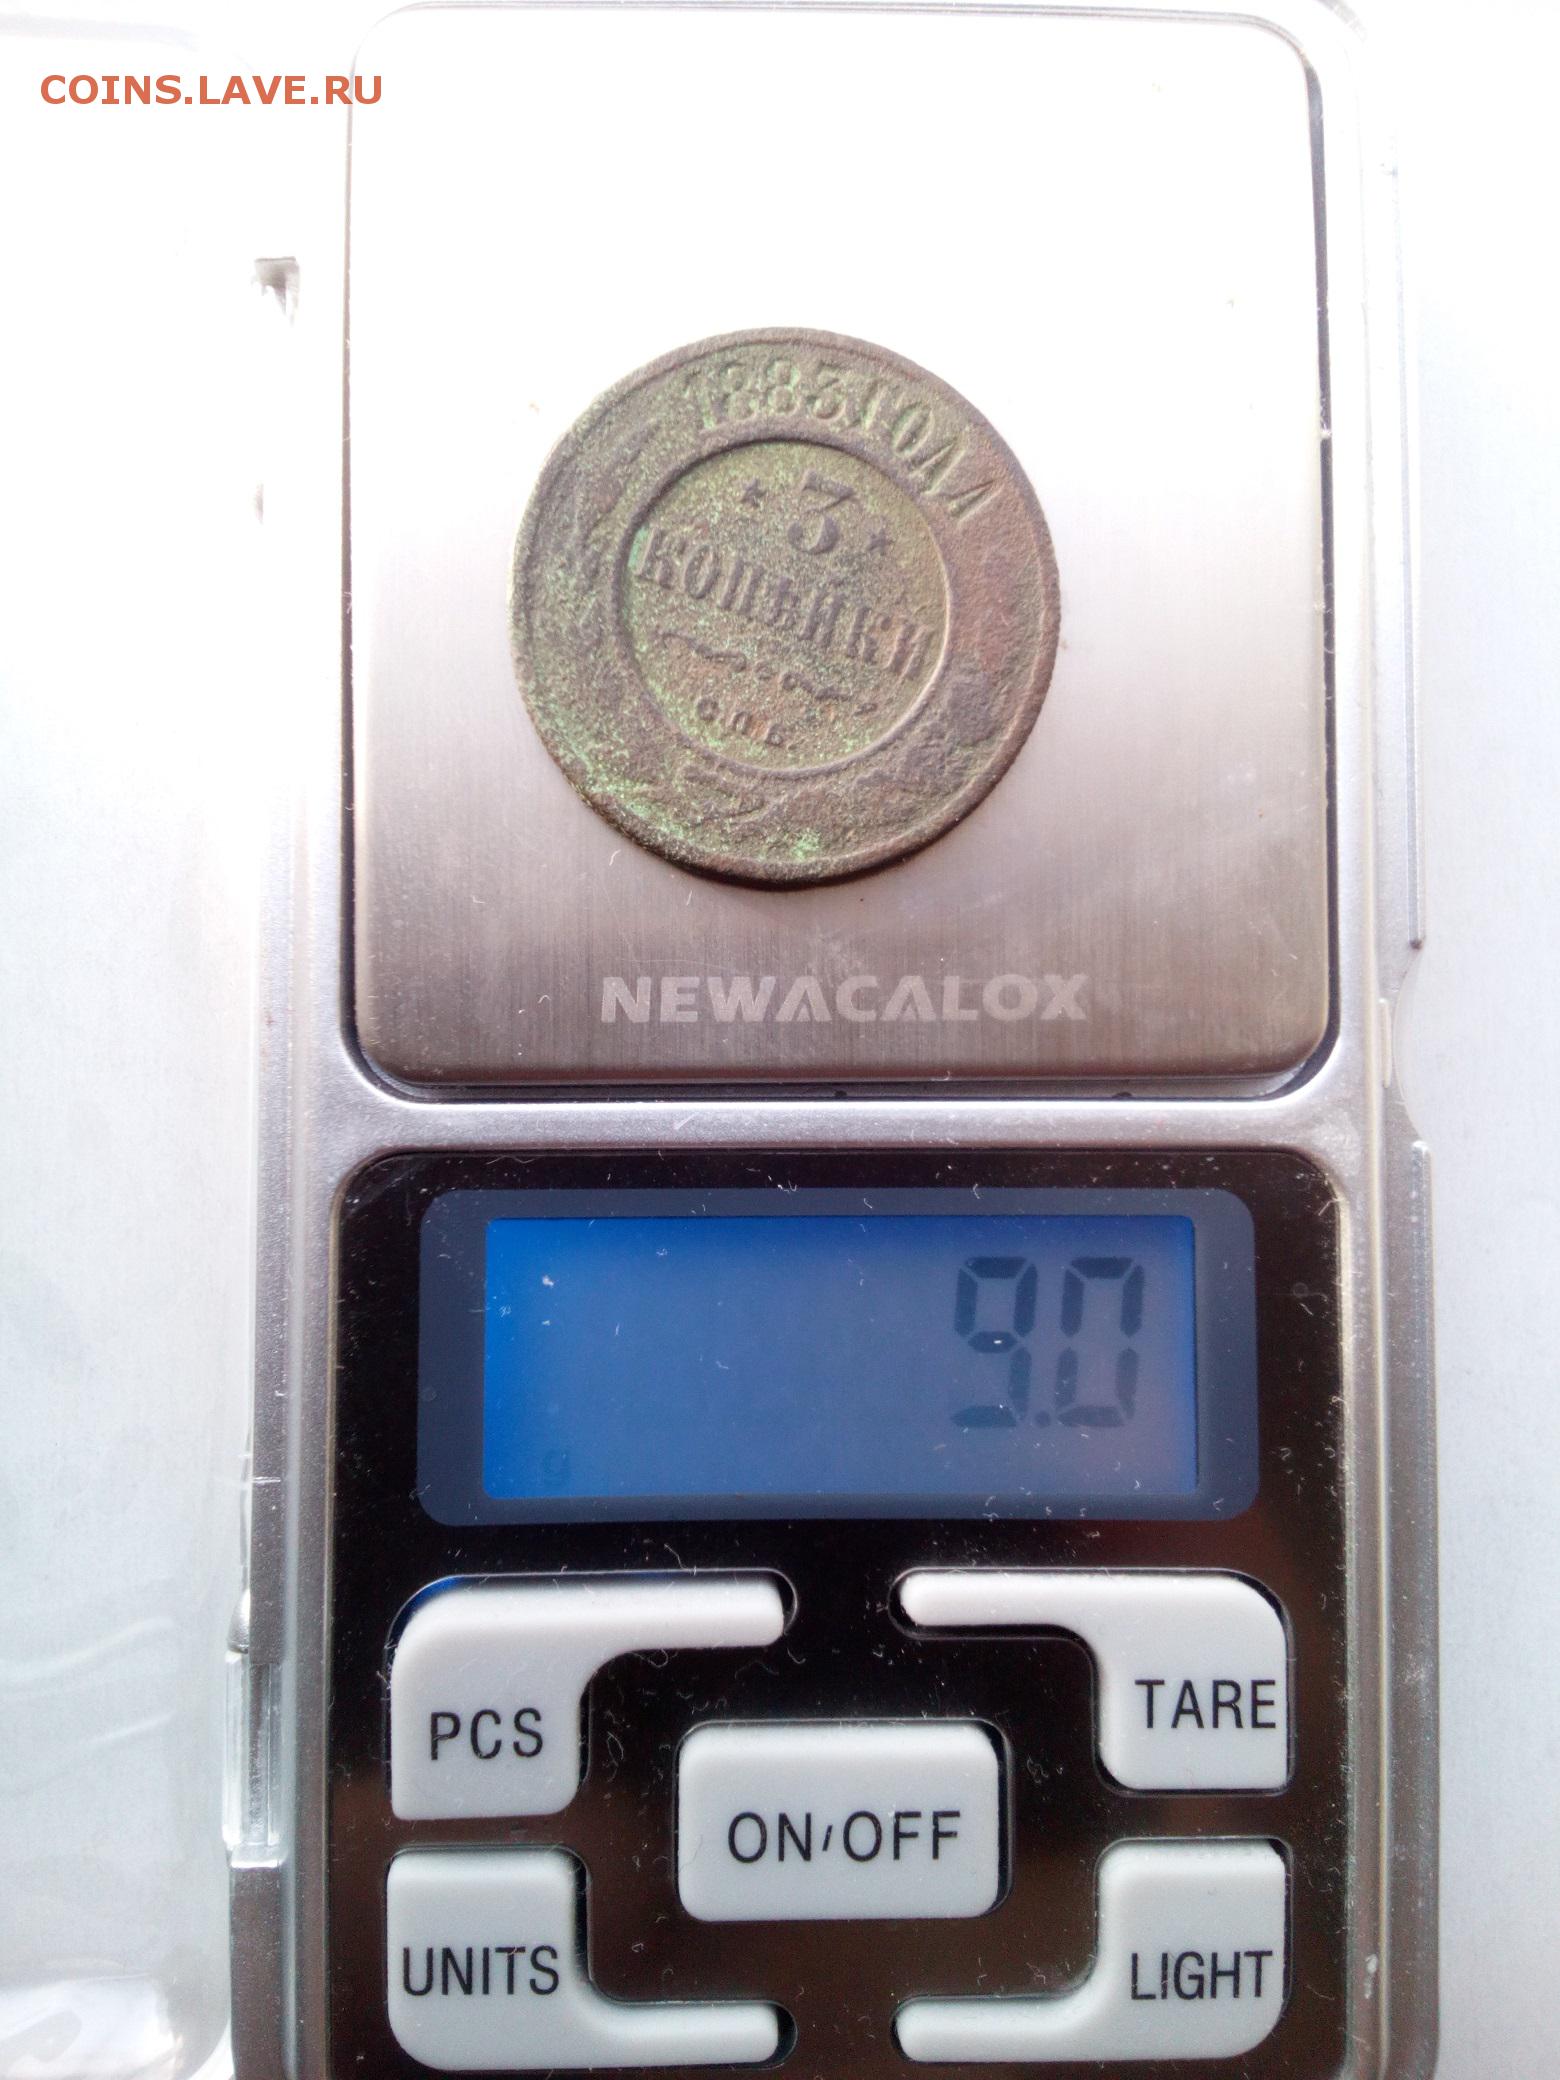 COINS.LAVE.RU
1883 ГОДА
3
КОПѢЙКИ
С.П.Б.
NEWACALOX
9.0
g
PCS
TARE
ON/OFF
UNITS
LIGHT